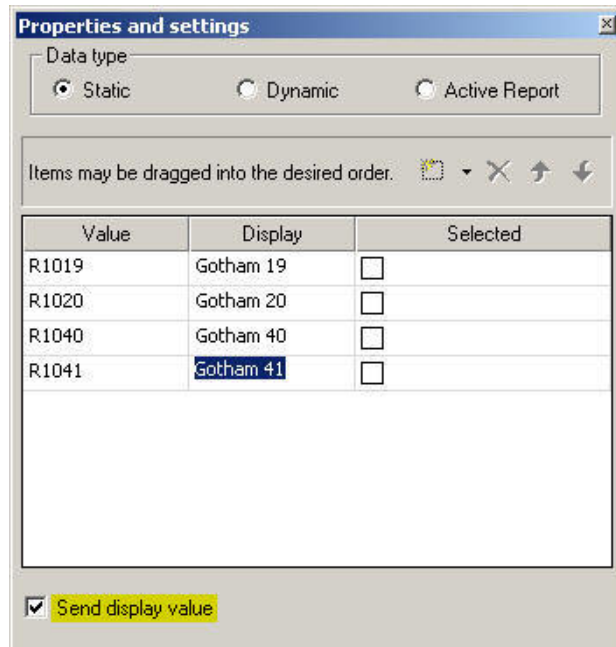 Properties and settings
Data type
Static Dynamic Active Report
Items may be dragged into the desired order.
Value Display Selected
R1019 Gotham 19
R1020 Gotham 20
R1040 Gotham 40
R1041 Gotham 41
Send display value